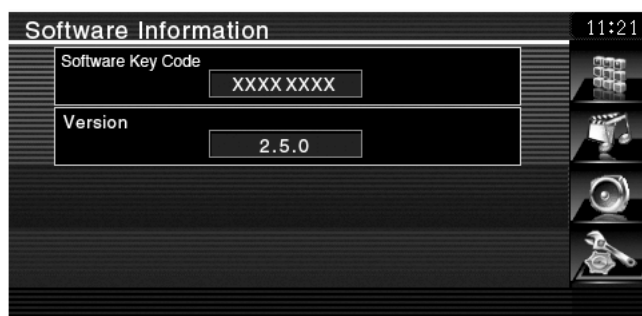 Software Information
11:21
Software Key Code
XXXX XXXX
Version
2.5.0